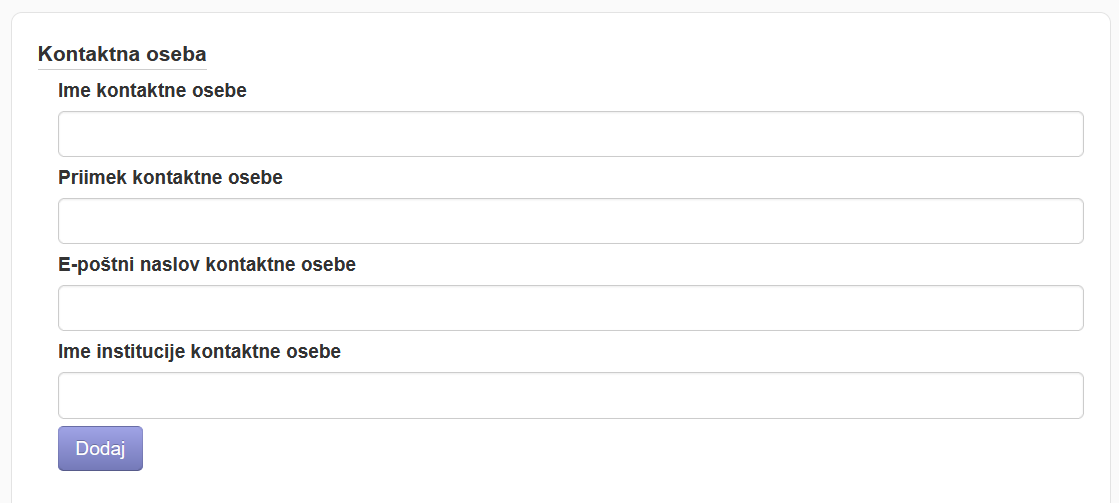 Kontaktna oseba
Ime kontaktne osebe
Priimek kontaktne osebe
E-poštni naslov kontaktne osebe
Ime institucije kontaktne osebe
Dodaj